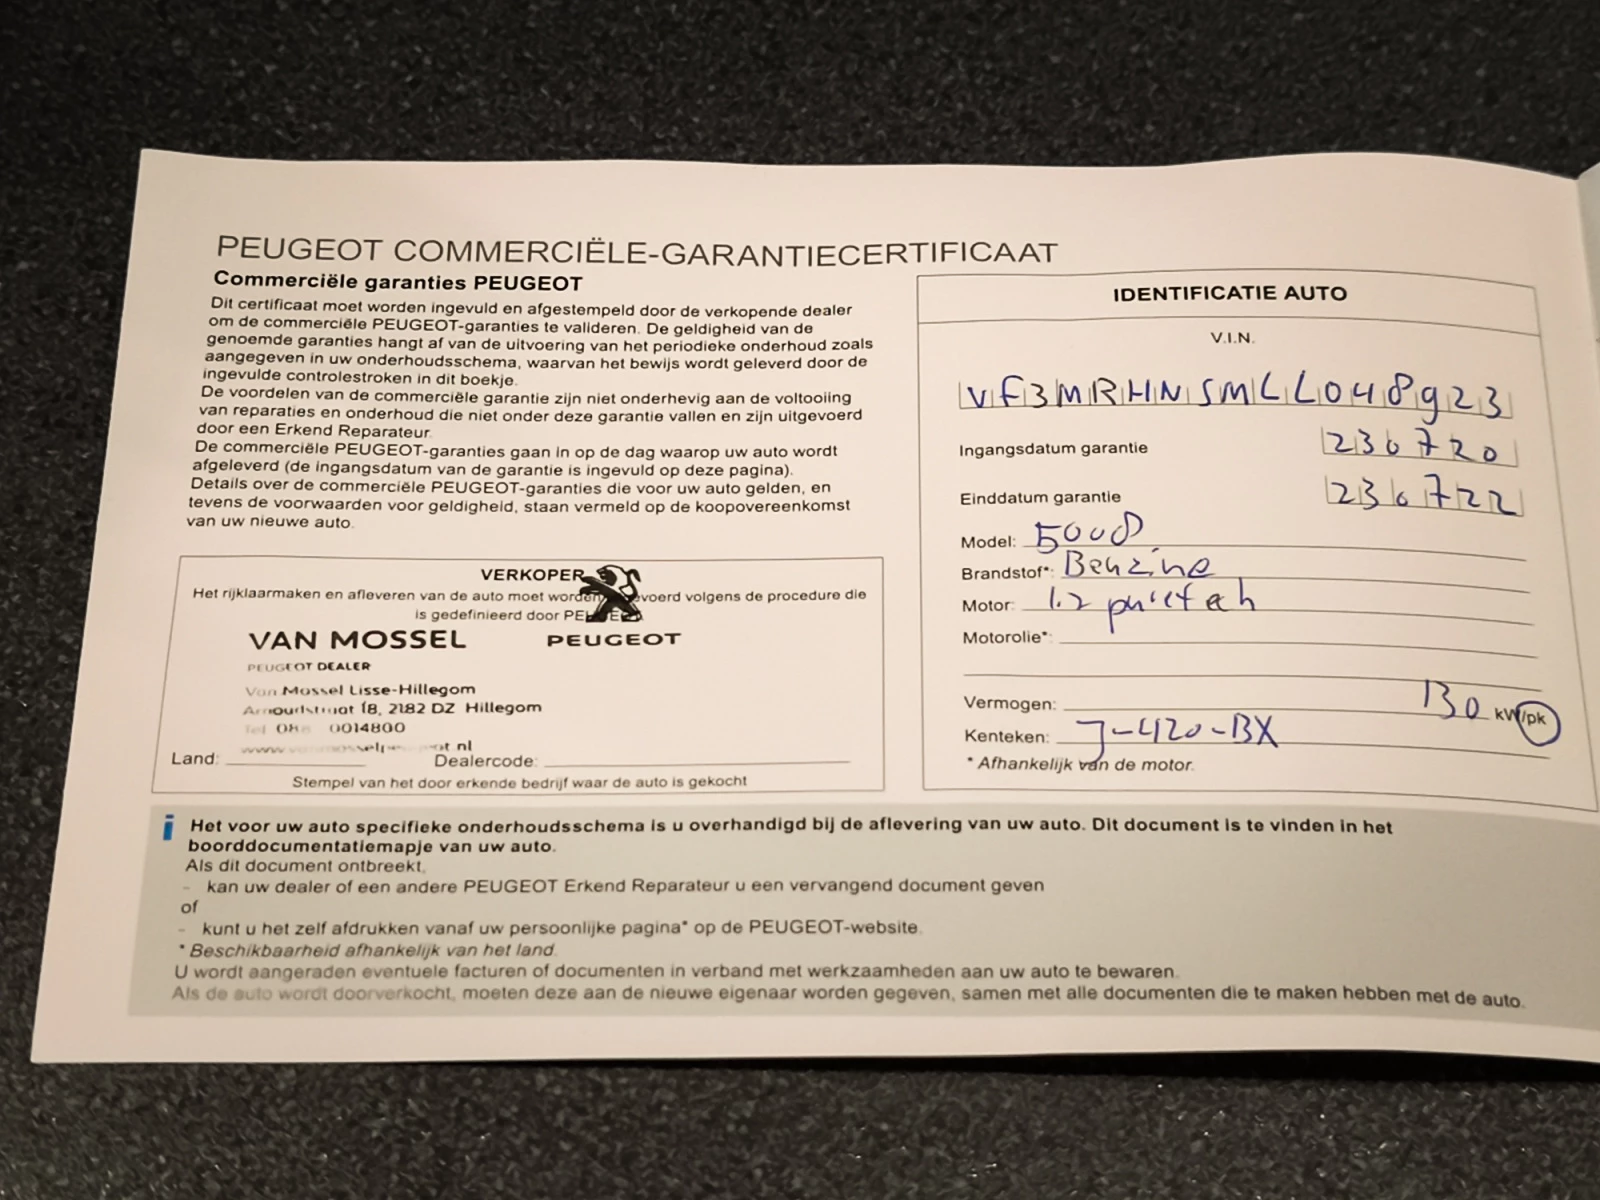 PEUGEOT COMMERCIËLE-GARANTIECERTIFICAAT
Commerciële garanties PEUGEOT
Dit certificaat moet worden ingevuld en afgestempeld door de verkopende dealer
om de commerciële PEUGEOT-garanties te valideren. De geldigheid van de
genoemde garanties hangt af van de uitvoering van het periodieke onderhoud zoals
aangegeven in uw onderhoudsschema, waarvan het bewijs wordt geleverd door de
ingevulde controlestroken in dit boekje.
De voordelen van de commerciële garantie zijn niet onderhevig aan de voltooiing
van reparaties en onderhoud die niet onder deze garantie vallen en zijn uitgevoerd
door een Erkend Reparateur.
De commerciële PEUGEOT-garanties gaan in op de dag waarop uw auto wordt
afgeleverd (de ingangsdatum van de garantie is ingevuld op deze pagina).
Details over de commerciële PEUGEOT-garanties die voor uw auto gelden, en
tevens de voorwaarden voor geldigheid, staan vermeld op de koopovereenkomst
van uw nieuwe auto.
VERKOPER
Het rijklaarmaken en afleveren van de auto moet worden voerd volgens de procedure die
is gedefinieerd door PEUGEOT
VAN MOSSEL PEUGEOT
PEUGEOT DEALER
Van Mossel Lisse-Hillegom
Arnoudstraat 18, 2182 DZ Hillegom
Tel 0014800
ot nl
Land: Dealercode:
Stempel van het door erkende bedrijf waar de auto is gekocht
IDENTIFICATIE AUTO
V.I.N.
VF3MRHNSMLL048923
Ingangsdatum garantie 230720
Einddatum garantie 230722
Model: 5008
Brandstof*: Benzine
Motor: 1.2 puretech
Motorolie*:
Vermogen: 130 kW/pk
Kenteken: J-420-BX
* Afhankelijk van de motor.
i Het voor uw auto specifieke onderhoudsschema is u overhandigd bij de aflevering van uw auto. Dit document is te vinden in het
boorddocumentatiemapje van uw auto.
Als dit document ontbreekt,
- kan uw dealer of een andere PEUGEOT Erkend Reparateur u een vervangend document geven
of
- kunt u het zelf afdrukken vanaf uw persoonlijke pagina* op de PEUGEOT-website.
* Beschikbaarheid afhankelijk van het land.
U wordt aangeraden eventuele facturen of documenten in verband met werkzaamheden aan uw auto te bewaren.
Als de auto wordt doorverkocht, moeten deze aan de nieuwe eigenaar worden gegeven, samen met alle documenten die te maken hebben met de auto.